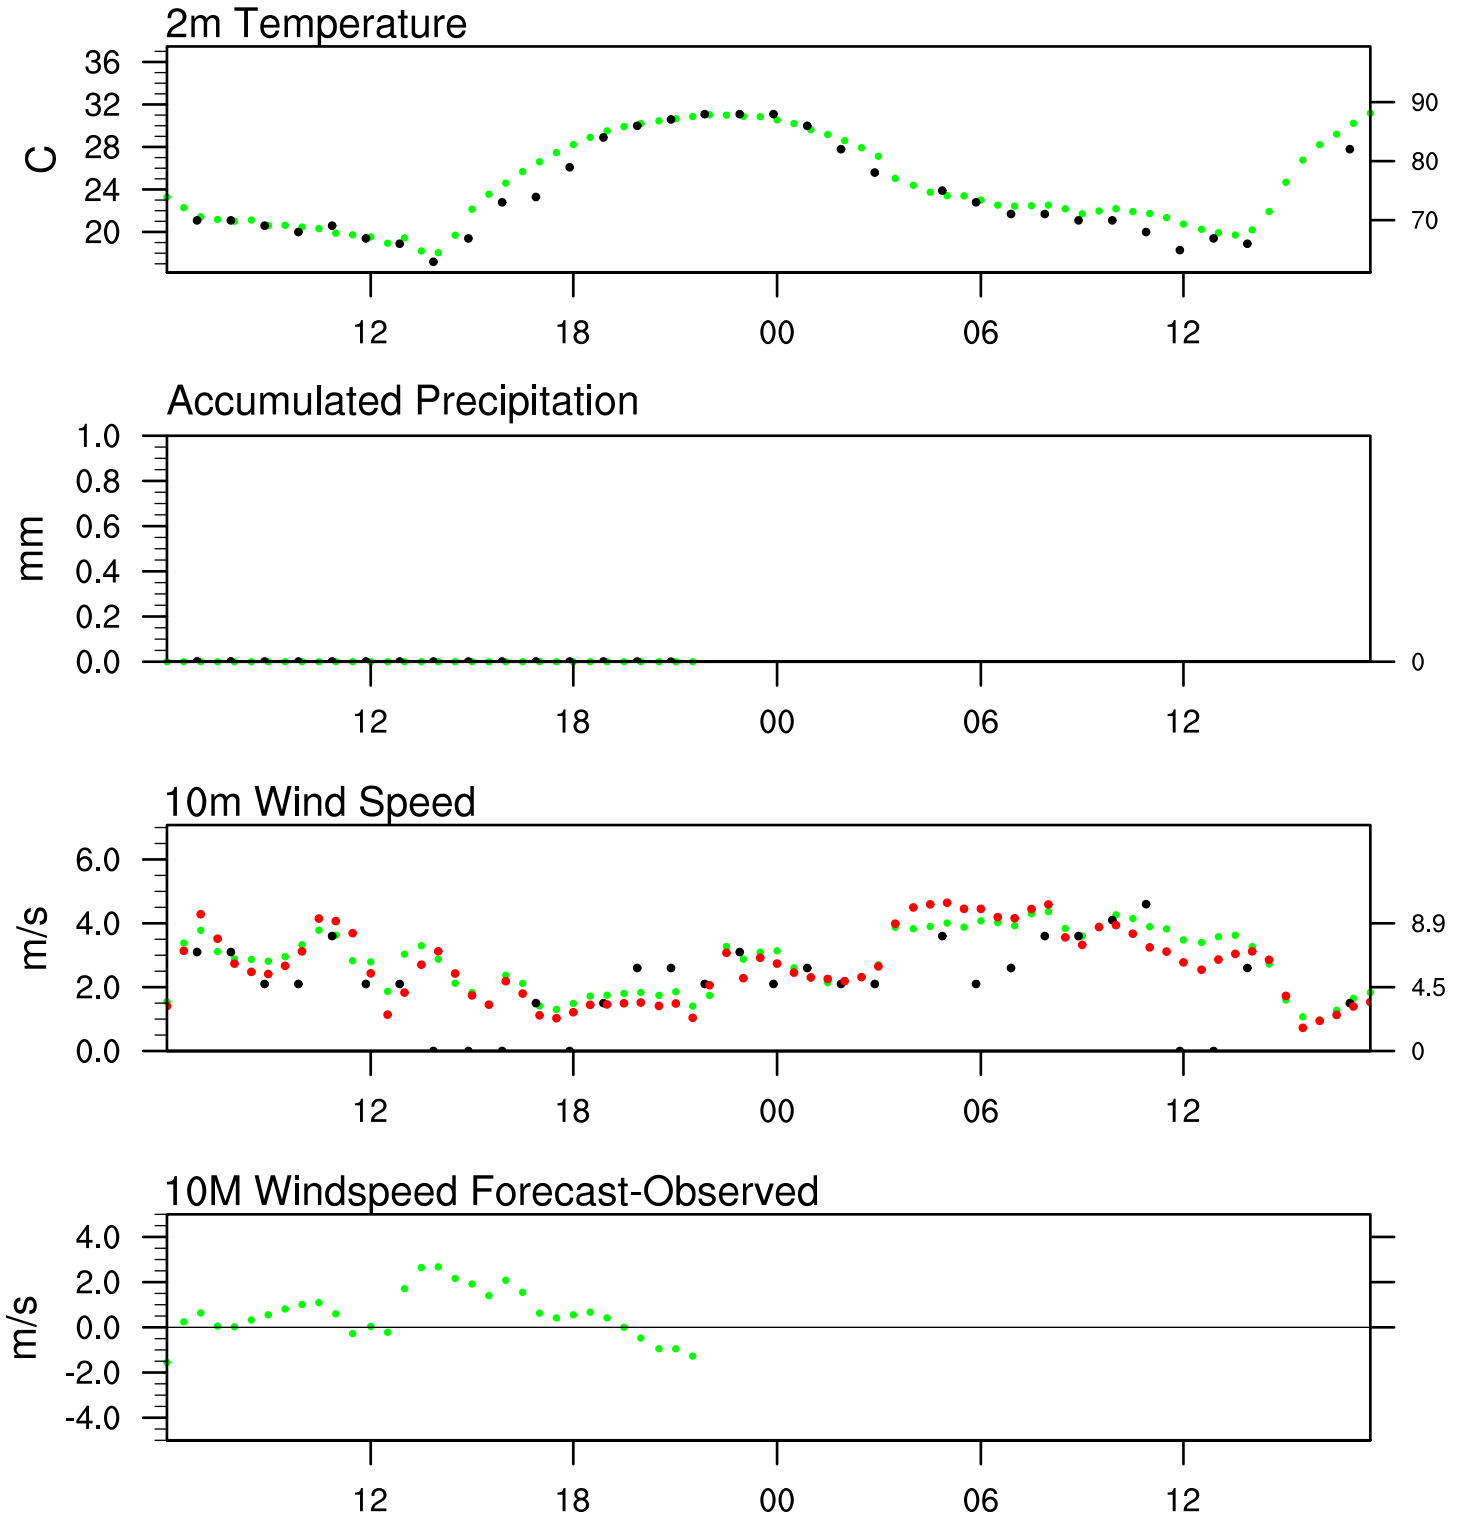 2m Temperature
36
32
28
24
20
C
90
80
70
12 18 00 06 12
Accumulated Precipitation
1.0
0.8
0.6
0.4
0.2
0.0
mm
0
12 18 00 06 12
10m Wind Speed
6.0
4.0
2.0
0.0
m/s
8.9
4.5
0
12 18 00 06 12
10M Windspeed Forecast-Observed
4.0
2.0
0.0
-2.0
-4.0
m/s
12 18 00 06 12